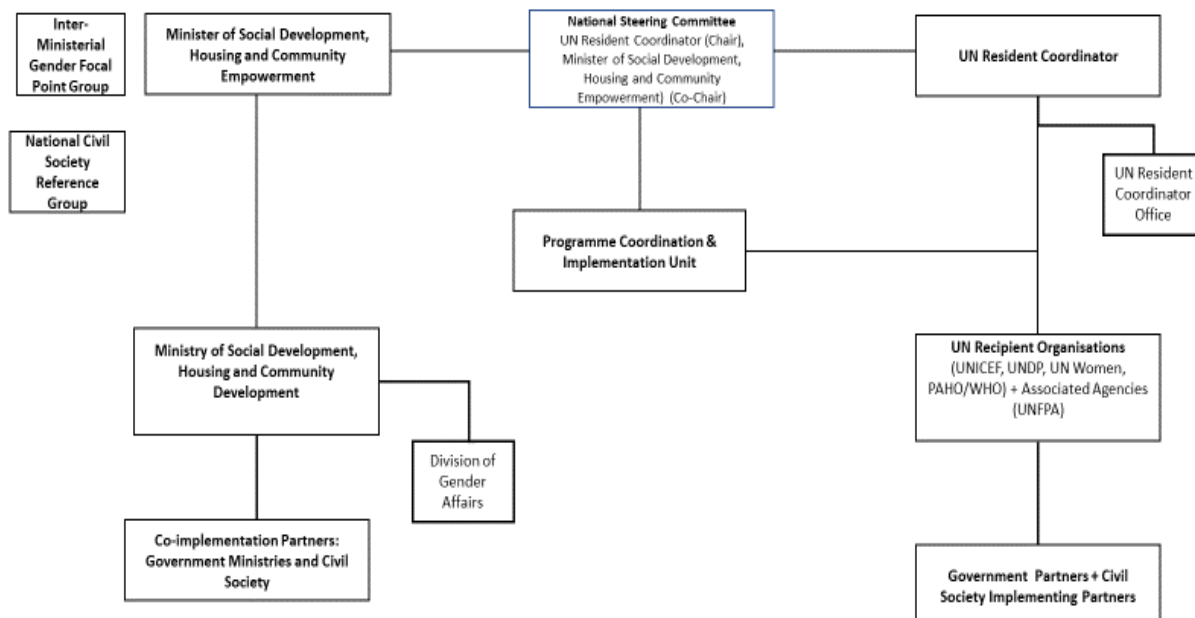 Inter-
Ministerial
Gender Focal
Point Group
Minister of Social Development,
Housing and Community
Empowerment
National Steering Committee
UN Resident Coordinator (Chair),
Minister of Social Development,
Housing and Community
Empowerment) (Co-Chair)
UN Resident Coordinator
National Civil
Society
Reference
Group
UN Resident
Coordinator
Office
Programme Coordination &
Implementation Unit
Ministry of Social Development,
Housing and Community
Development
UN Recipient Organisations
(UNICEF, UNDP, UN Women,
PAHO/WHO) + Associated Agencies
(UNFPA)
Division of
Gender
Affairs
Co-implementation Partners:
Government Ministries and Civil
Society
Government Partners + Civil
Society Implementing Partners